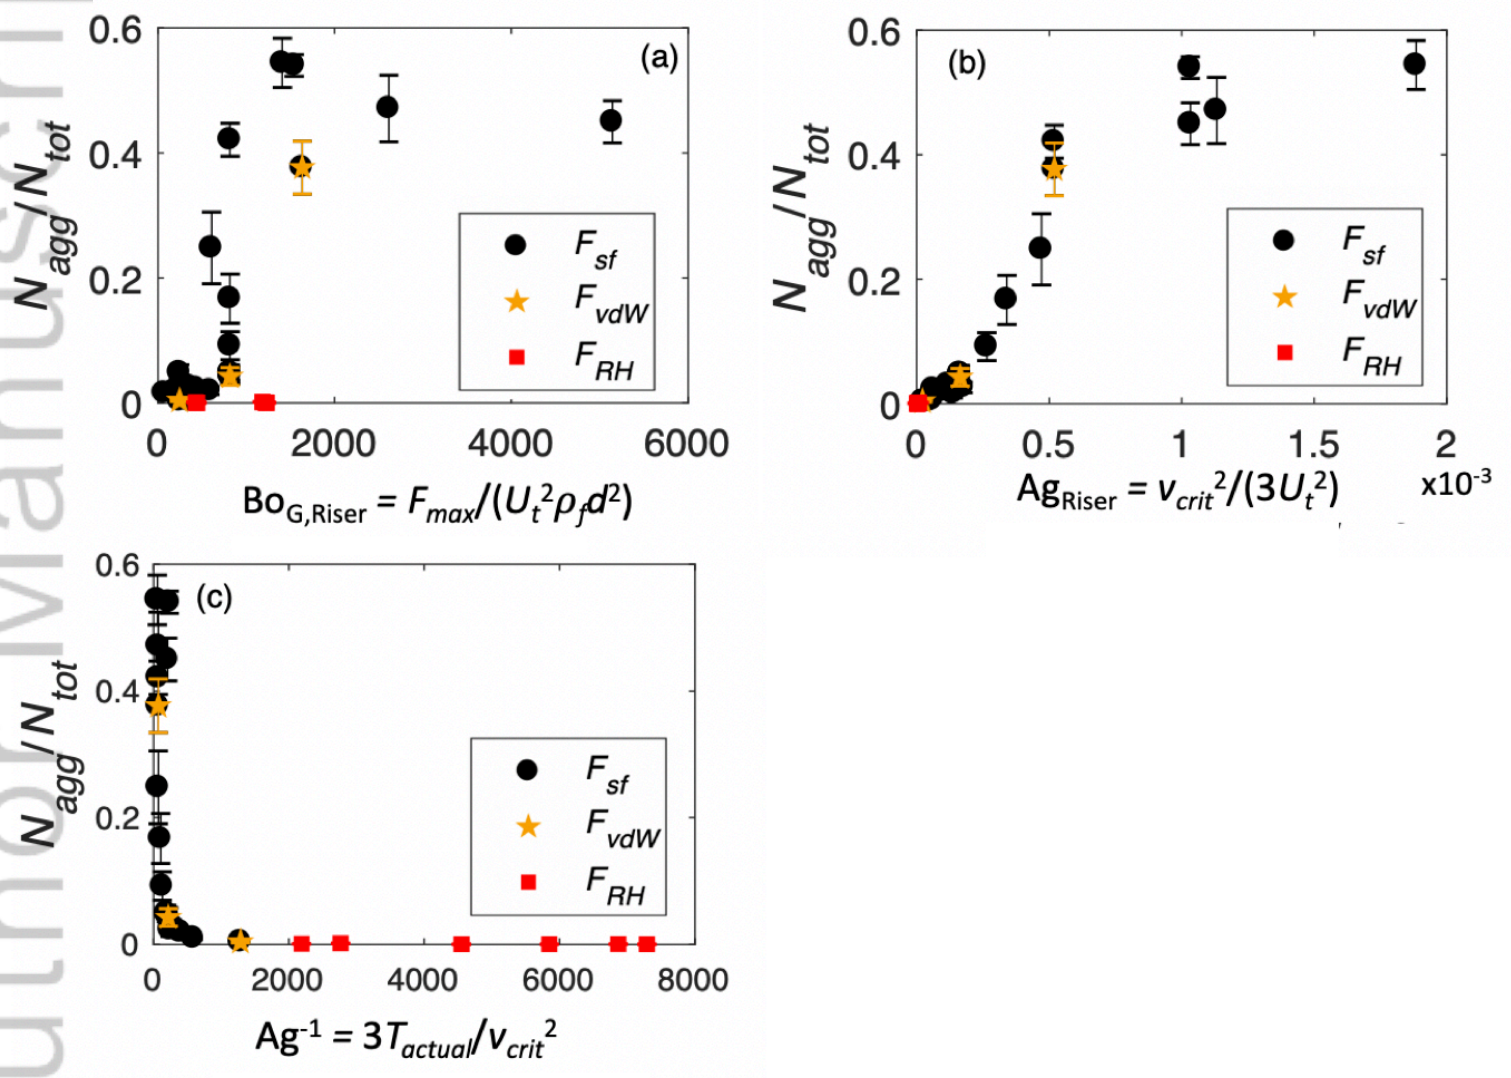 0.6
0.4
0.2
0
N_agg/N_tot
(a)
F_sf
F_vdW
F_RH
0 2000 4000 6000
Bo_G,Riser = F_max/(U_t^2ρ_fd^2)
0.6
0.4
0.2
0
N_agg/N_tot
(b)
F_sf
F_vdW
F_RH
0 0.5 1 1.5 2
x10^-3
Ag_Riser = v_crit^2/(3U_t^2)
0.6
0.4
0.2
0
N_agg/N_tot
(c)
F_sf
F_vdW
F_RH
0 2000 4000 6000 8000
Ag^-1 = 3T_actual/v_crit^2